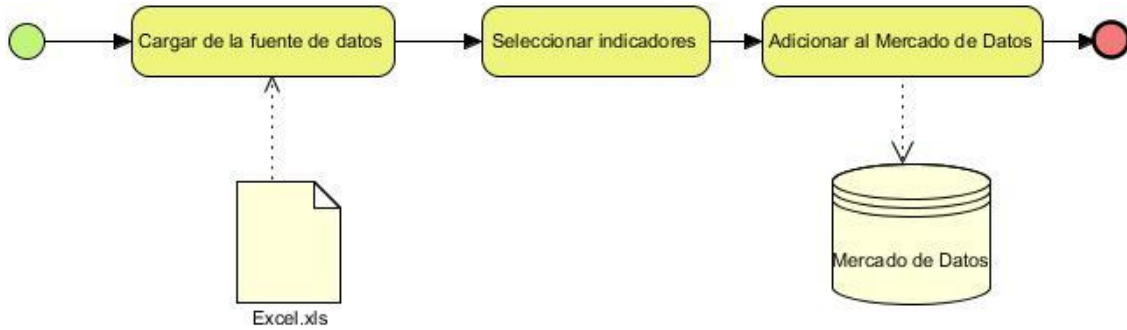 Cargar de la fuente de datos
Seleccionar indicadores
Adicionar al Mercado de Datos
Mercado de Datos
Excel.xls